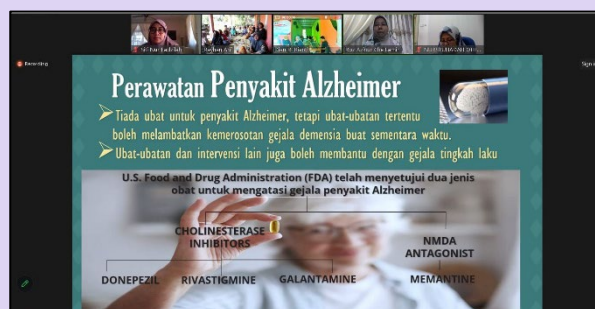 Recording
Sign in
Perawatan Penyakit Alzheimer
Tiada ubat untuk penyakit Alzheimer, tetapi ubat-ubatan tertentu
boleh melambatkan kemerosotan gejala demensia buat sementara waktu.
Ubat-ubatan dan intervensi lain juga boleh membantu dengan gejala tingkah laku
U.S. Food and Drug Administration (FDA) telah menyetujui dua jenis
obat untuk mengatasi gejala penyakit Alzheimer
CHOLINESTERASE
INHIBITORS
NMDA
ANTAGONIST
DONEPEZIL RIVASTIGMINE GALANTAMINE MEMANTINE